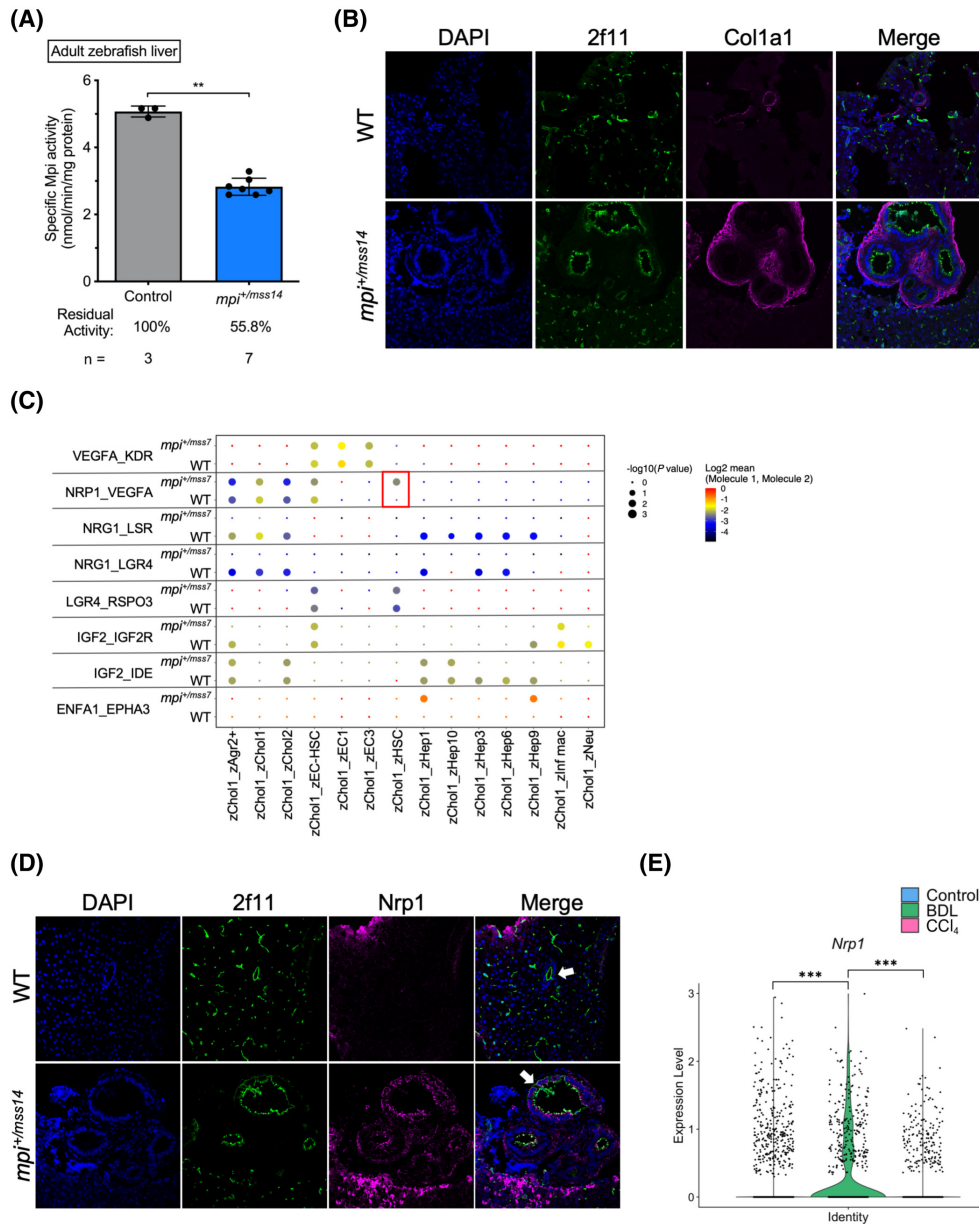 (A)
Adult zebrafish liver
Specific Mpi activity
(nmol/min/mg protein)
6
4
2
0
**
Control
mpi+/mss14
Residual
Activity:
100%
55.8%
n =
3
7
(B)
DAPI
2f11
Col1a1
Merge
WT
mpi+/mss14
(C)
VEGFA_KDR
mpi+/mss7
WT
NRP1_VEGFA
mpi+/mss7
WT
NRG1_LSR
mpi+/mss7
WT
NRG1_LGR4
mpi+/mss7
WT
LGR4_RSPO3
mpi+/mss7
WT
IGF2_IGF2R
mpi+/mss7
WT
IGF2_IDE
mpi+/mss7
WT
ENFA1_EPHA3
mpi+/mss7
WT
zChol1_zAgr2+
zChol1_zChol1
zChol1_zChol2
zChol1_zEC-HSC
zChol1_zEC1
zChol1_zEC3
zChol1_zHSC
zChol1_zHep1
zChol1_zHep10
zChol1_zHep3
zChol1_zHep6
zChol1_zHep9
zChol1_zInf mac
zChol1_zNeu
-log10(P value)
0
1
2
3
Log2 mean
(Molecule 1, Molecule 2)
0
-1
-2
-3
-4
(D)
DAPI
2f11
Nrp1
Merge
WT
mpi+/mss14
(E)
Control
BDL
CCl₄
Nrp1
***
***
Expression Level
3
2
1
0
Identity